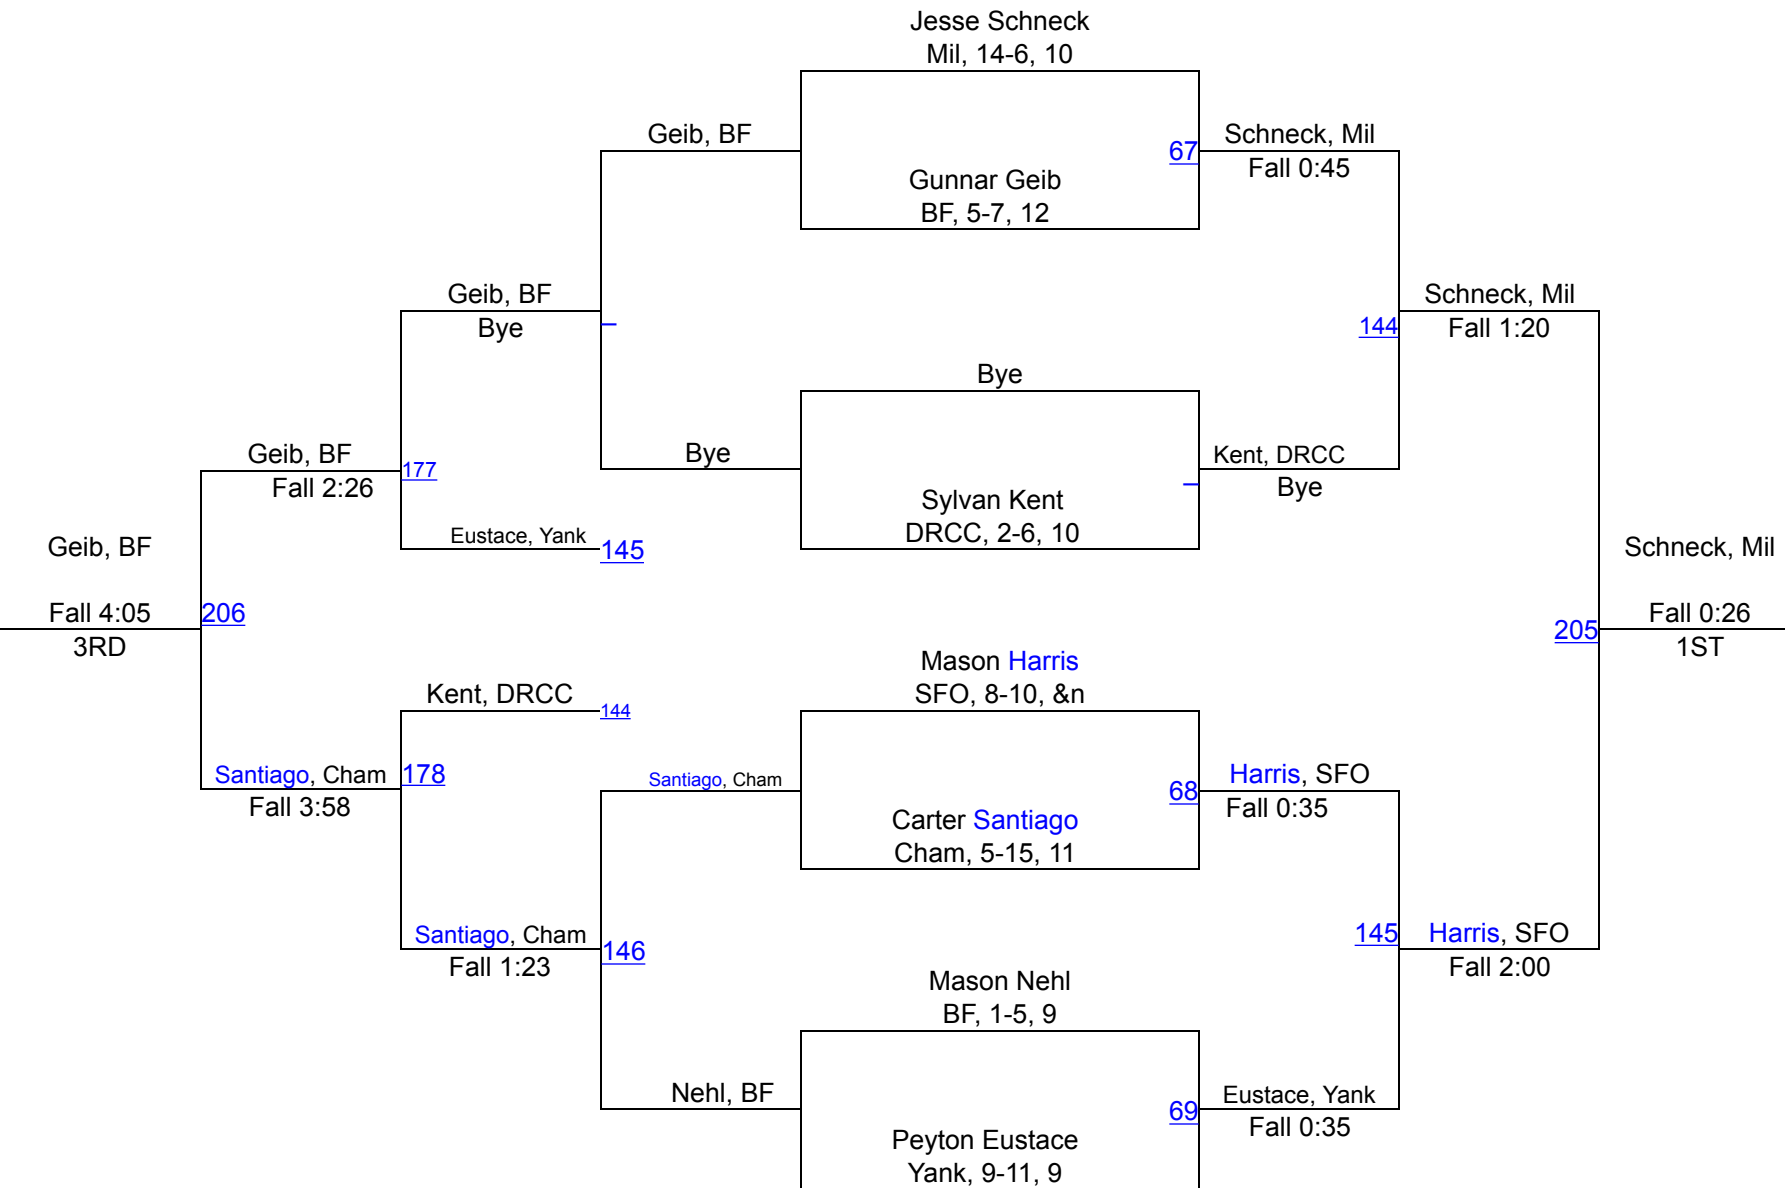 Jesse Schneck
Mil, 14-6, 10
Geib, BF
67
Schneck, Mil
Fall 0:45
Gunnar Geib
BF, 5-7, 12
Geib, BF
Bye
Schneck, Mil
144
Fall 1:20
Bye
Geib, BF
177
Fall 2:26
Bye
Kent, DRCC
Bye
Sylvan Kent
DRCC, 2-6, 10
Eustace, Yank
145
Geib, BF
Schneck, Mil
Fall 4:05
206
3RD
205
Fall 0:26
1ST
Mason Harris
SFO, 8-10, &n
Kent, DRCC
144
Santiago, Cham
178
Fall 3:58
Santiago, Cham
68
Harris, SFO
Fall 0:35
Carter Santiago
Cham, 5-15, 11
Santiago, Cham
146
Fall 1:23
145
Harris, SFO
Fall 2:00
Mason Nehl
BF, 1-5, 9
Nehl, BF
69
Eustace, Yank
Fall 0:35
Peyton Eustace
Yank, 9-11, 9